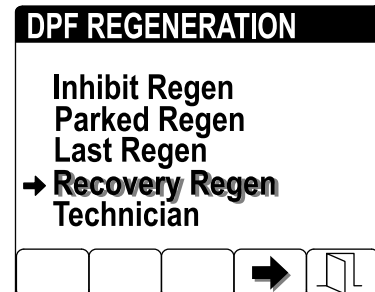 DPF REGENERATION
Inhibit Regen
Parked Regen
Last Regen
Recovery Regen
Technician